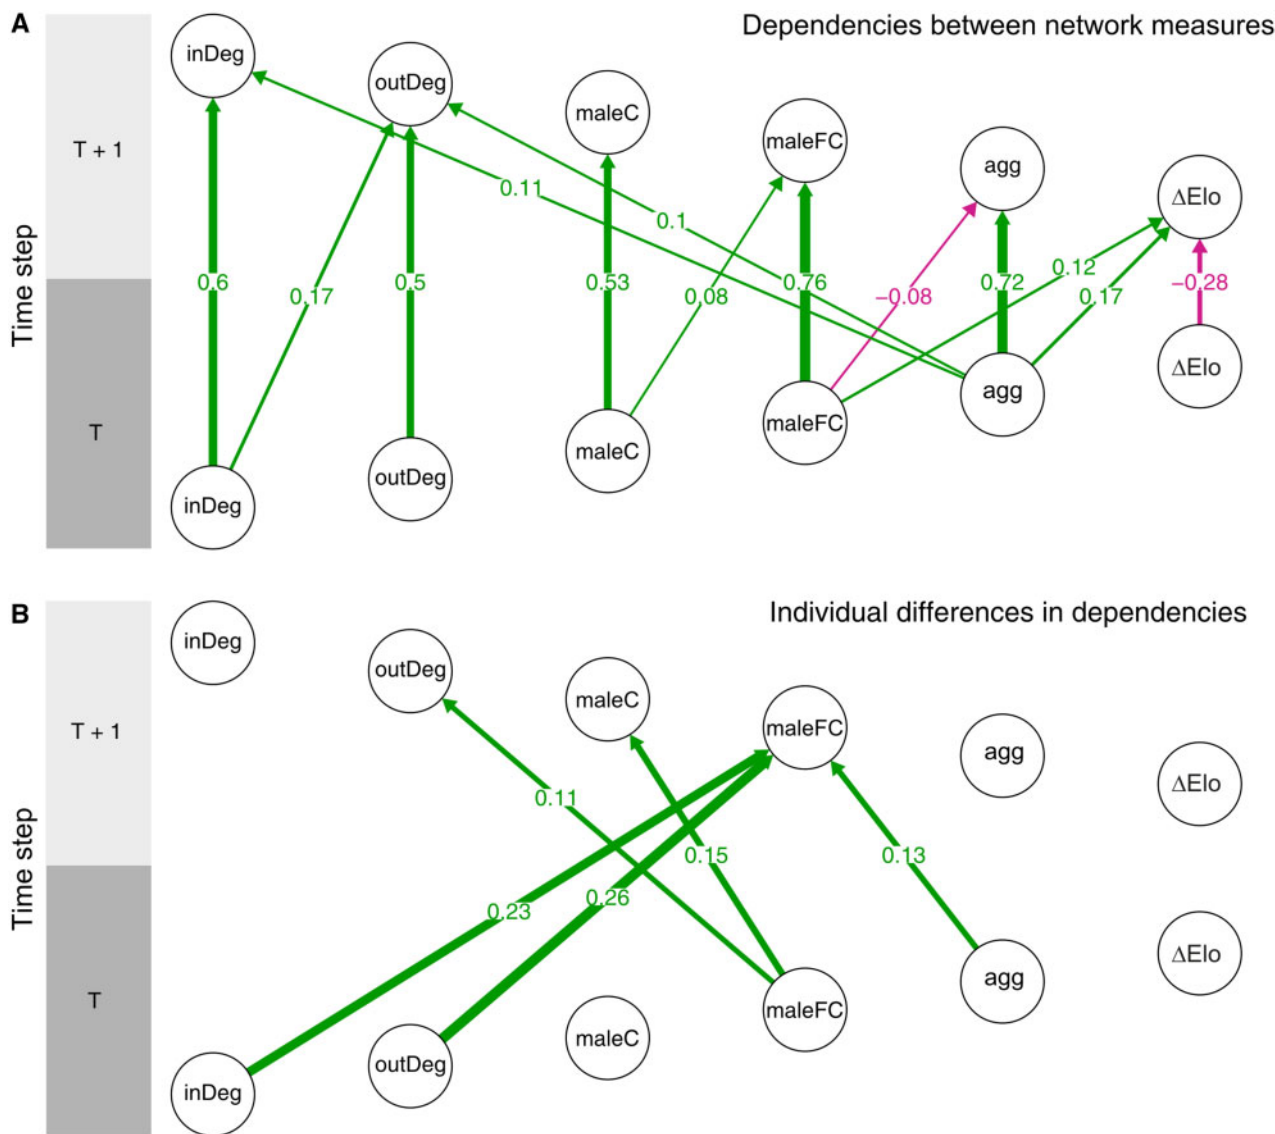 A
Dependencies between network measures
inDeg
outDeg
maleC
maleFC
agg
ΔElo
T + 1
Time step
0.11
0.1
0.6
0.17
0.5
0.53
0.08
0.76
−0.08
0.72
0.12
0.17
−0.28
T
inDeg
outDeg
maleC
maleFC
agg
ΔElo
B
Individual differences in dependencies
inDeg
outDeg
maleC
maleFC
agg
ΔElo
T + 1
Time step
0.11
0.15
0.13
0.23
0.26
T
inDeg
outDeg
maleC
maleFC
agg
ΔElo